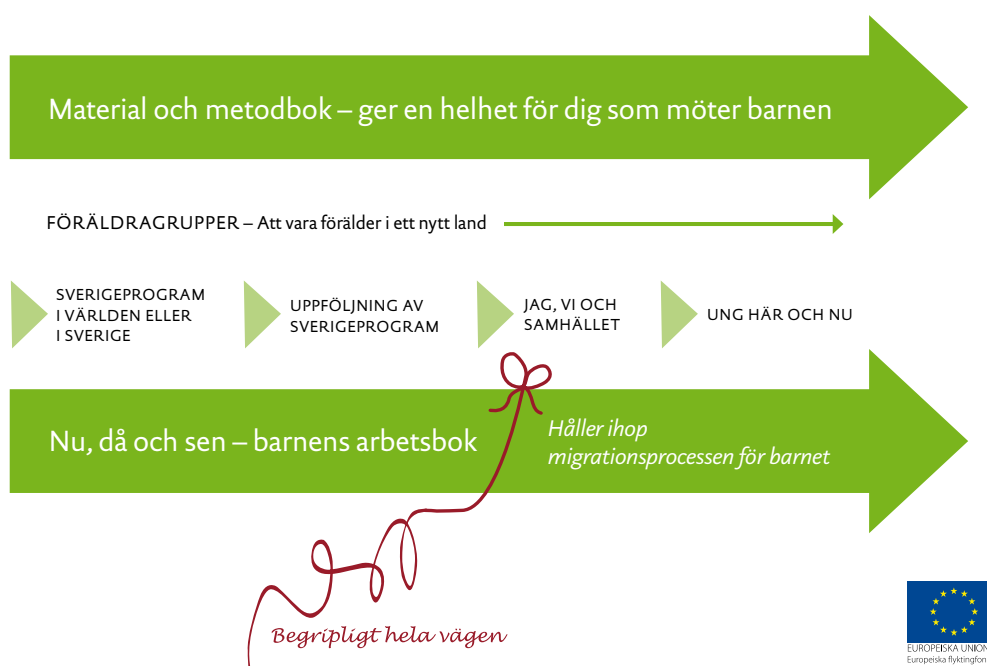 Material och metodbok – ger en helhet för dig som möter barnen
FÖRÄLDRAGRUPPER – Att vara förälder i ett nytt land
SVERIGEPROGRAM
I VÄRLDEN ELLER
I SVERIGE
UPPFÖLJNING AV
SVERIGEPROGRAM
JAG, VI OCH
SAMHÄLLET
UNG HÄR OCH NU
Nu, då och sen – barnens arbetsbok
Håller ihop
migrationsprocessen för barnet
Begripligt hela vägen
EUROPEISKA UNION
Europeiska flyktingfon